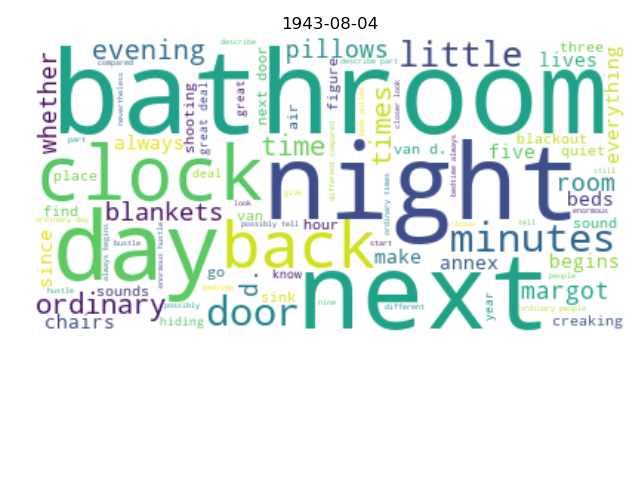 1943-08-04
describe
evening
pillows
little
three
compared
describe part
lives
whether
nevertheless
bathroom
next door
figure
closer look
everything
shooting
great deal
great
air
times
always
time
van d.
five
blackout
quiet
part
different compared
beds pulled
clock
night
bedtime always
place
deal
still
room
find
blankets
look
give
beds
enormous
ordinary day
van
possibly tell
hour
tell
sound
since
always begins
bustle
enormous hustle
day
back
start
closer
minutes
sounds
go
d.
know
make
annex
begins
people
hustle
bedtime
next
year
ordinary
possibly
sink
nine
different
margot
ordinary people
chairs
hiding
door
creaking